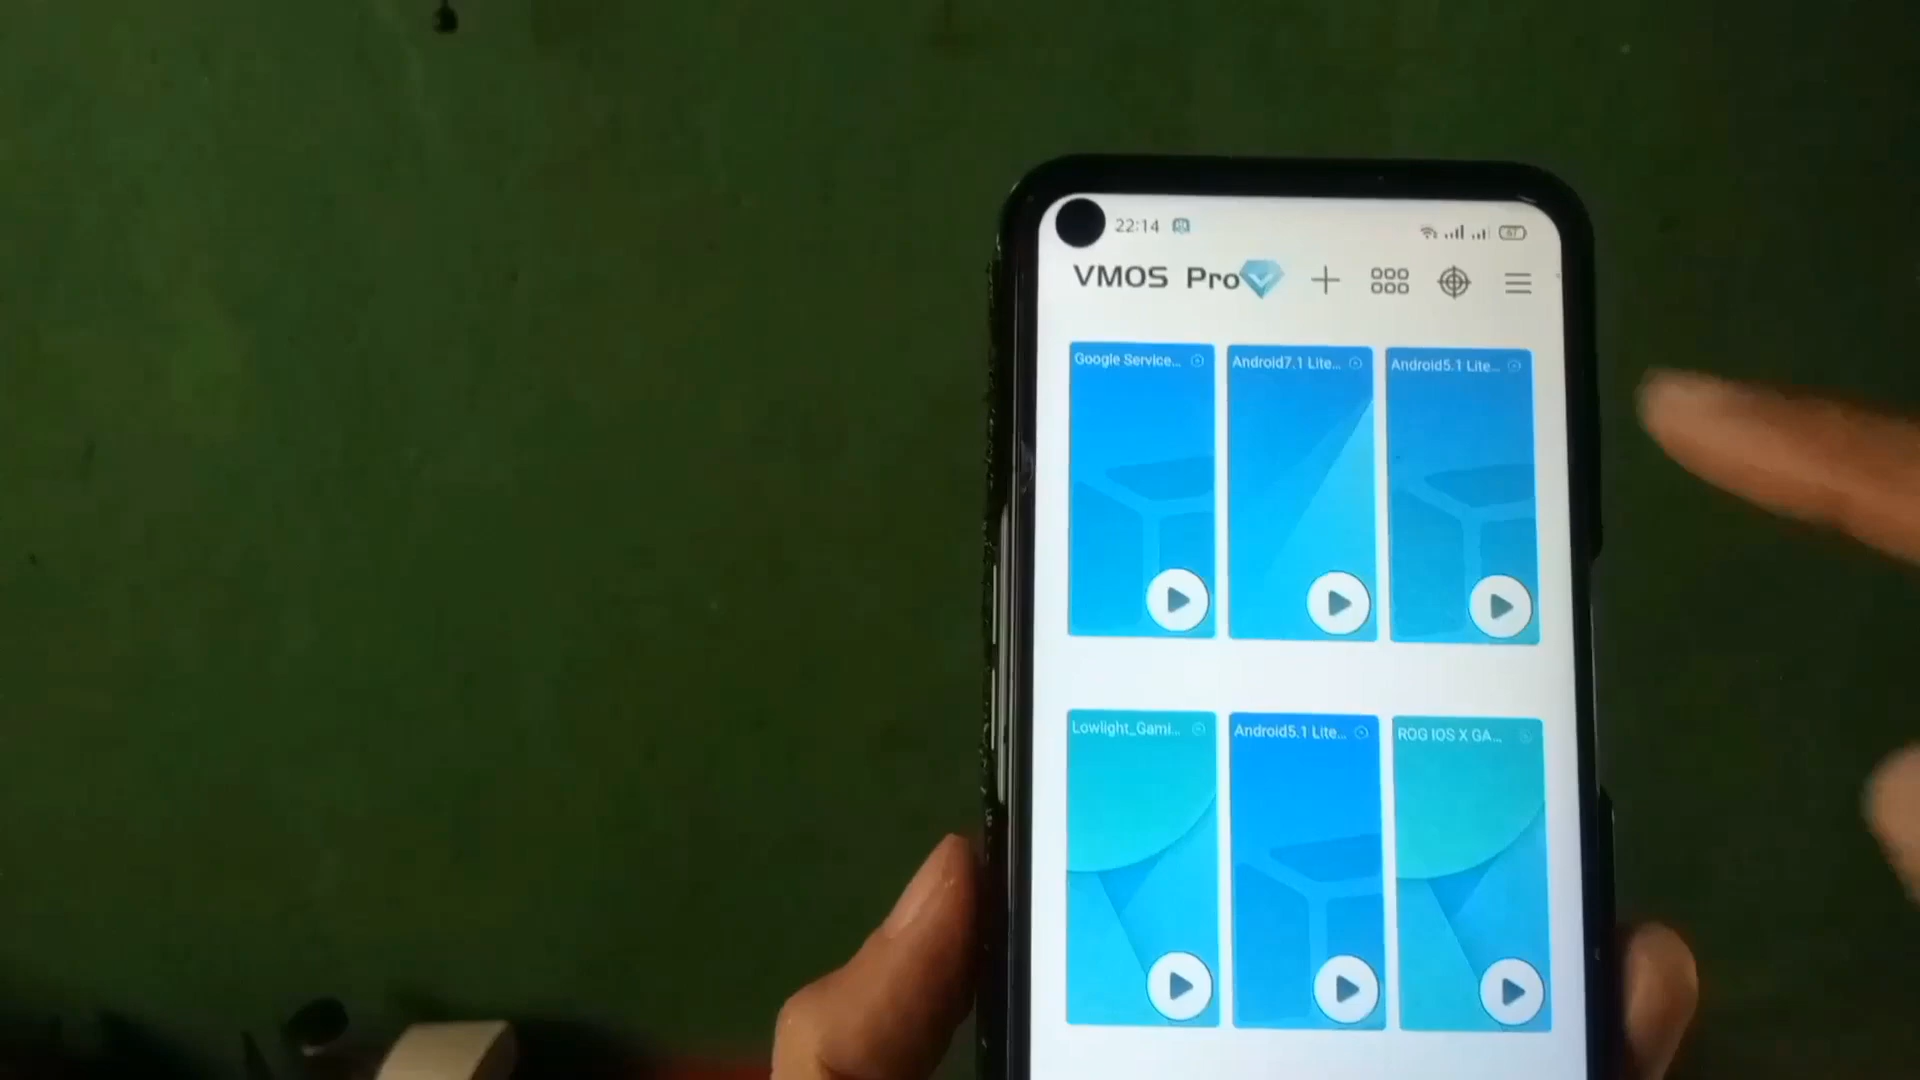 22:14
67
VMOS Pro
Google Service...
Android7.1 Lite...
Android5.1 Lite...
Lowlight_Gami...
Android5.1 Lite...
ROG IOS X GA...